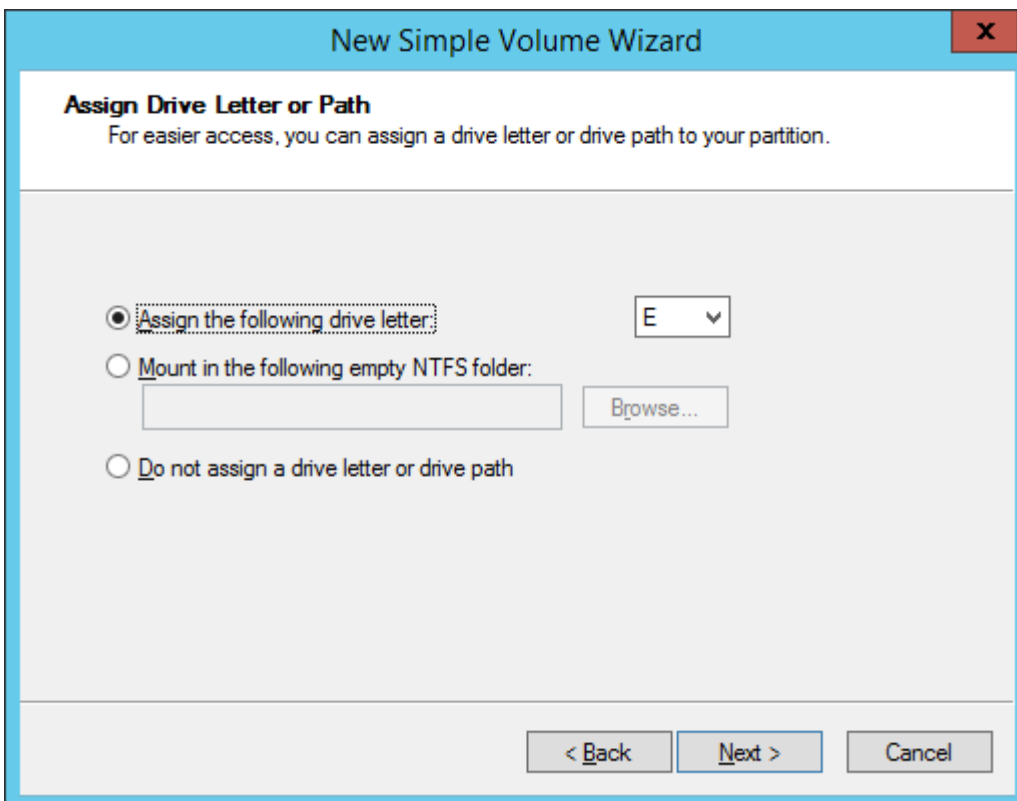 New Simple Volume Wizard
x
Assign Drive Letter or Path
For easier access, you can assign a drive letter or drive path to your partition.
Assign the following drive letter: E
Mount in the following empty NTFS folder:
Browse...
Do not assign a drive letter or drive path
< Back Next > Cancel